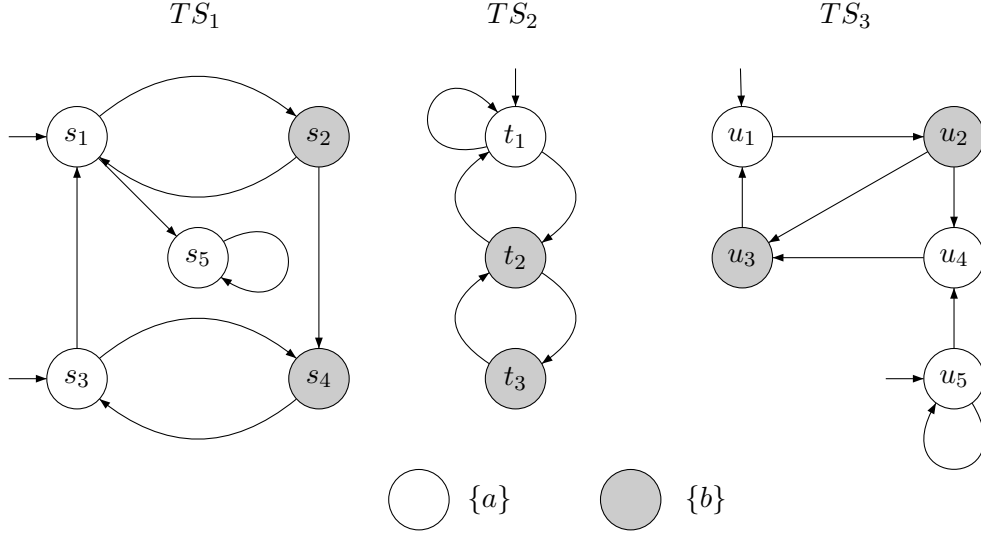 TS₁ TS₂ TS₃
s₁ s₂ t₁ u₁ u₂
s₅ t₂ u₃ u₄
s₃ s₄ t₃ u₅
{a} {b}